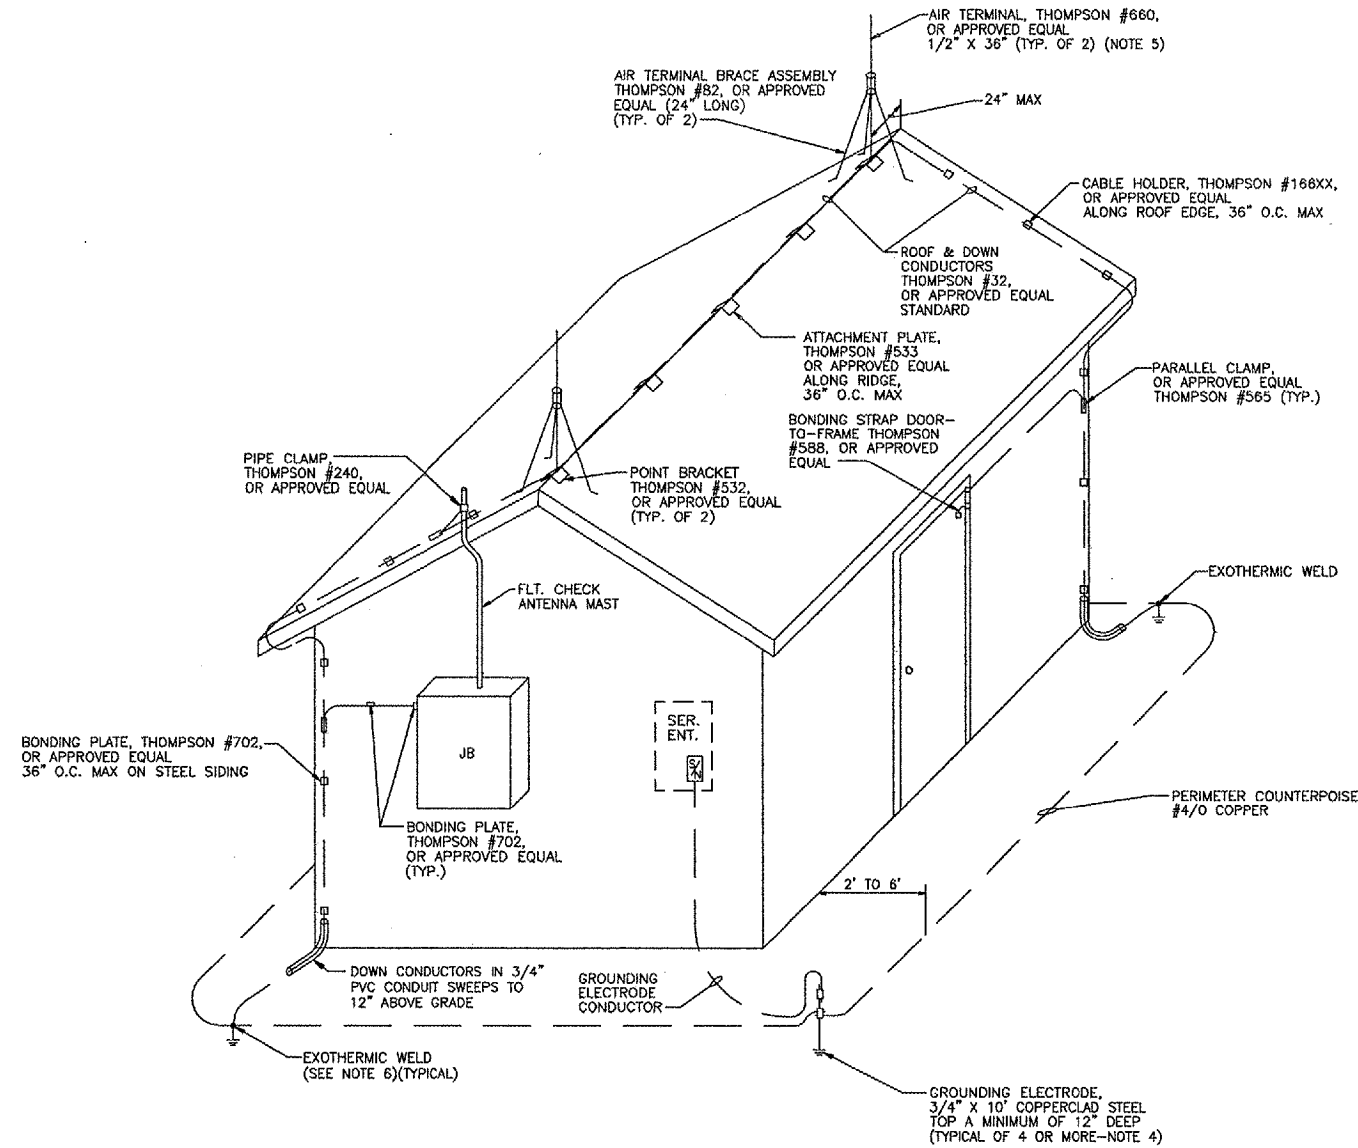 AIR TERMINAL, THOMPSON #660,
OR APPROVED EQUAL
1/2" X 36" (TYP. OF 2) (NOTE 5)
AIR TERMINAL BRACE ASSEMBLY
THOMPSON #82, OR APPROVED
EQUAL (24" LONG)
(TYP. OF 2)
24" MAX
CABLE HOLDER, THOMPSON #166XX,
OR APPROVED EQUAL
ALONG ROOF EDGE, 36" O.C. MAX
ROOF & DOWN
CONDUCTORS
THOMPSON #32,
OR APPROVED EQUAL
STANDARD
ATTACHMENT PLATE,
THOMPSON #533
OR APPROVED EQUAL
ALONG RIDGE,
36" O.C. MAX
PARALLEL CLAMP,
OR APPROVED EQUAL
THOMPSON #565 (TYP.)
BONDING STRAP DOOR-
TO-FRAME THOMPSON
#588, OR APPROVED
EQUAL
PIPE CLAMP,
THOMPSON #240,
OR APPROVED EQUAL
POINT BRACKET
THOMPSON #532,
OR APPROVED EQUAL
(TYP. OF 2)
FLT. CHECK
ANTENNA MAST
EXOTHERMIC WELD
SER.
ENT.
S/N
JB
BONDING PLATE, THOMPSON #702,
OR APPROVED EQUAL
36" O.C. MAX ON STEEL SIDING
PERIMETER COUNTERPOISE
#4/0 COPPER
BONDING PLATE,
THOMPSON #702,
OR APPROVED EQUAL
(TYP.)
2' TO 6'
DOWN CONDUCTORS IN 3/4"
PVC CONDUIT SWEEPS TO
12" ABOVE GRADE
GROUNDING
ELECTRODE
CONDUCTOR
EXOTHERMIC WELD
(SEE NOTE 6)(TYPICAL)
GROUNDING ELECTRODE,
3/4" X 10' COPPERCLAD STEEL
TOP A MINIMUM OF 12" DEEP
(TYPICAL OF 4 OR MORE-NOTE 4)